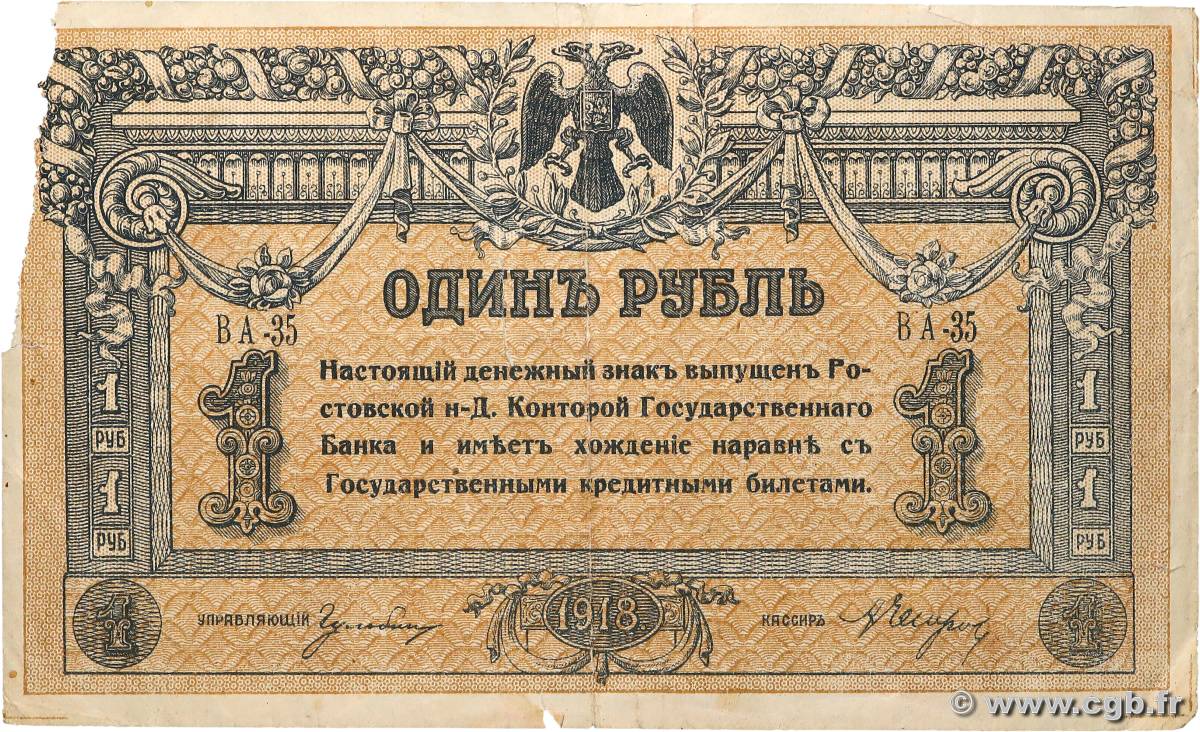 ОДИНЪ РУБЛЬ
ВА-35 ВА-35
1 1
Настоящій денежный знакъ выпущенъ Ро-
стовской н-Д. Конторой Государственнаго
Банка и имѣетъ хожденіе наравнѣ съ
Государственными кредитными билетами.
1 1
РУБ РУБ
1 1
РУБ РУБ
1 УПРАВЛЯЮЩІЙ 1918 КАССИРЪ 1
© www.cgb.fr